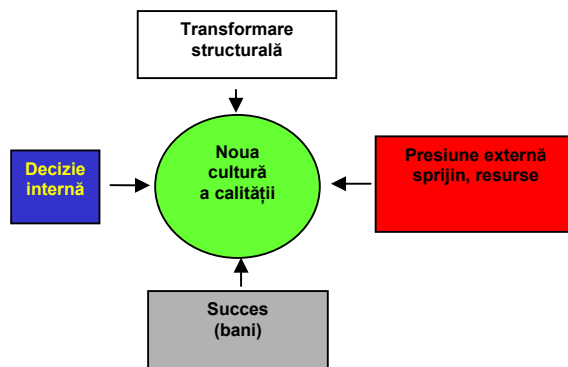 Transformare
structurală
Decizie
internă
Noua
cultură
a calității
Presiune externă
sprijin, resurse
Succes
(bani)